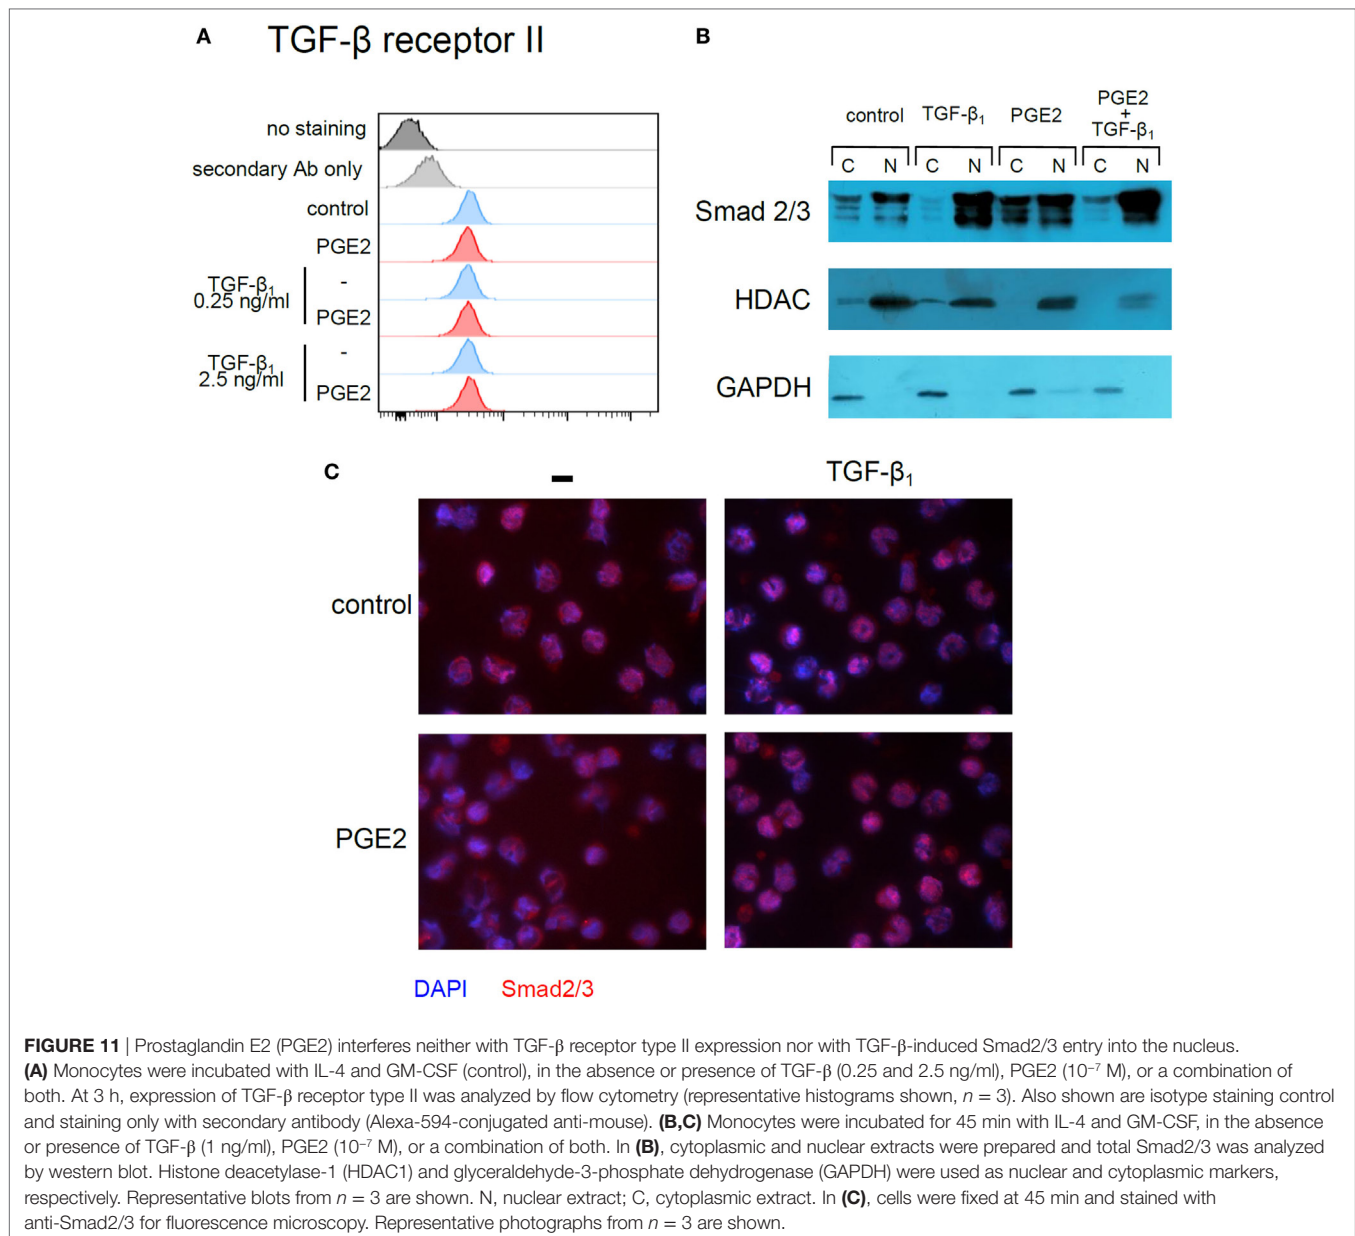 A TGF-β receptor II
no staining
secondary Ab only
control
PGE2
TGF-β₁
0.25 ng/ml
-
PGE2
TGF-β₁
2.5 ng/ml
-
PGE2
B
control TGF-β₁ PGE2 PGE2
+
TGF-β₁
C N C N C N C N
Smad 2/3
HDAC
GAPDH
C
– TGF-β₁
control
PGE2
DAPI Smad2/3
FIGURE 11 | Prostaglandin E2 (PGE2) interferes neither with TGF-β receptor type II expression nor with TGF-β-induced Smad2/3 entry into the nucleus.
(A) Monocytes were incubated with IL-4 and GM-CSF (control), in the absence or presence of TGF-β (0.25 and 2.5 ng/ml), PGE2 (10⁻⁷ M), or a combination of
both. At 3 h, expression of TGF-β receptor type II was analyzed by flow cytometry (representative histograms shown, n = 3). Also shown are isotype staining control
and staining only with secondary antibody (Alexa-594-conjugated anti-mouse). (B,C) Monocytes were incubated for 45 min with IL-4 and GM-CSF, in the absence
or presence of TGF-β (1 ng/ml), PGE2 (10⁻⁷ M), or a combination of both. In (B), cytoplasmic and nuclear extracts were prepared and total Smad2/3 was analyzed
by western blot. Histone deacetylase-1 (HDAC1) and glyceraldehyde-3-phosphate dehydrogenase (GAPDH) were used as nuclear and cytoplasmic markers,
respectively. Representative blots from n = 3 are shown. N, nuclear extract; C, cytoplasmic extract. In (C), cells were fixed at 45 min and stained with
anti-Smad2/3 for fluorescence microscopy. Representative photographs from n = 3 are shown.